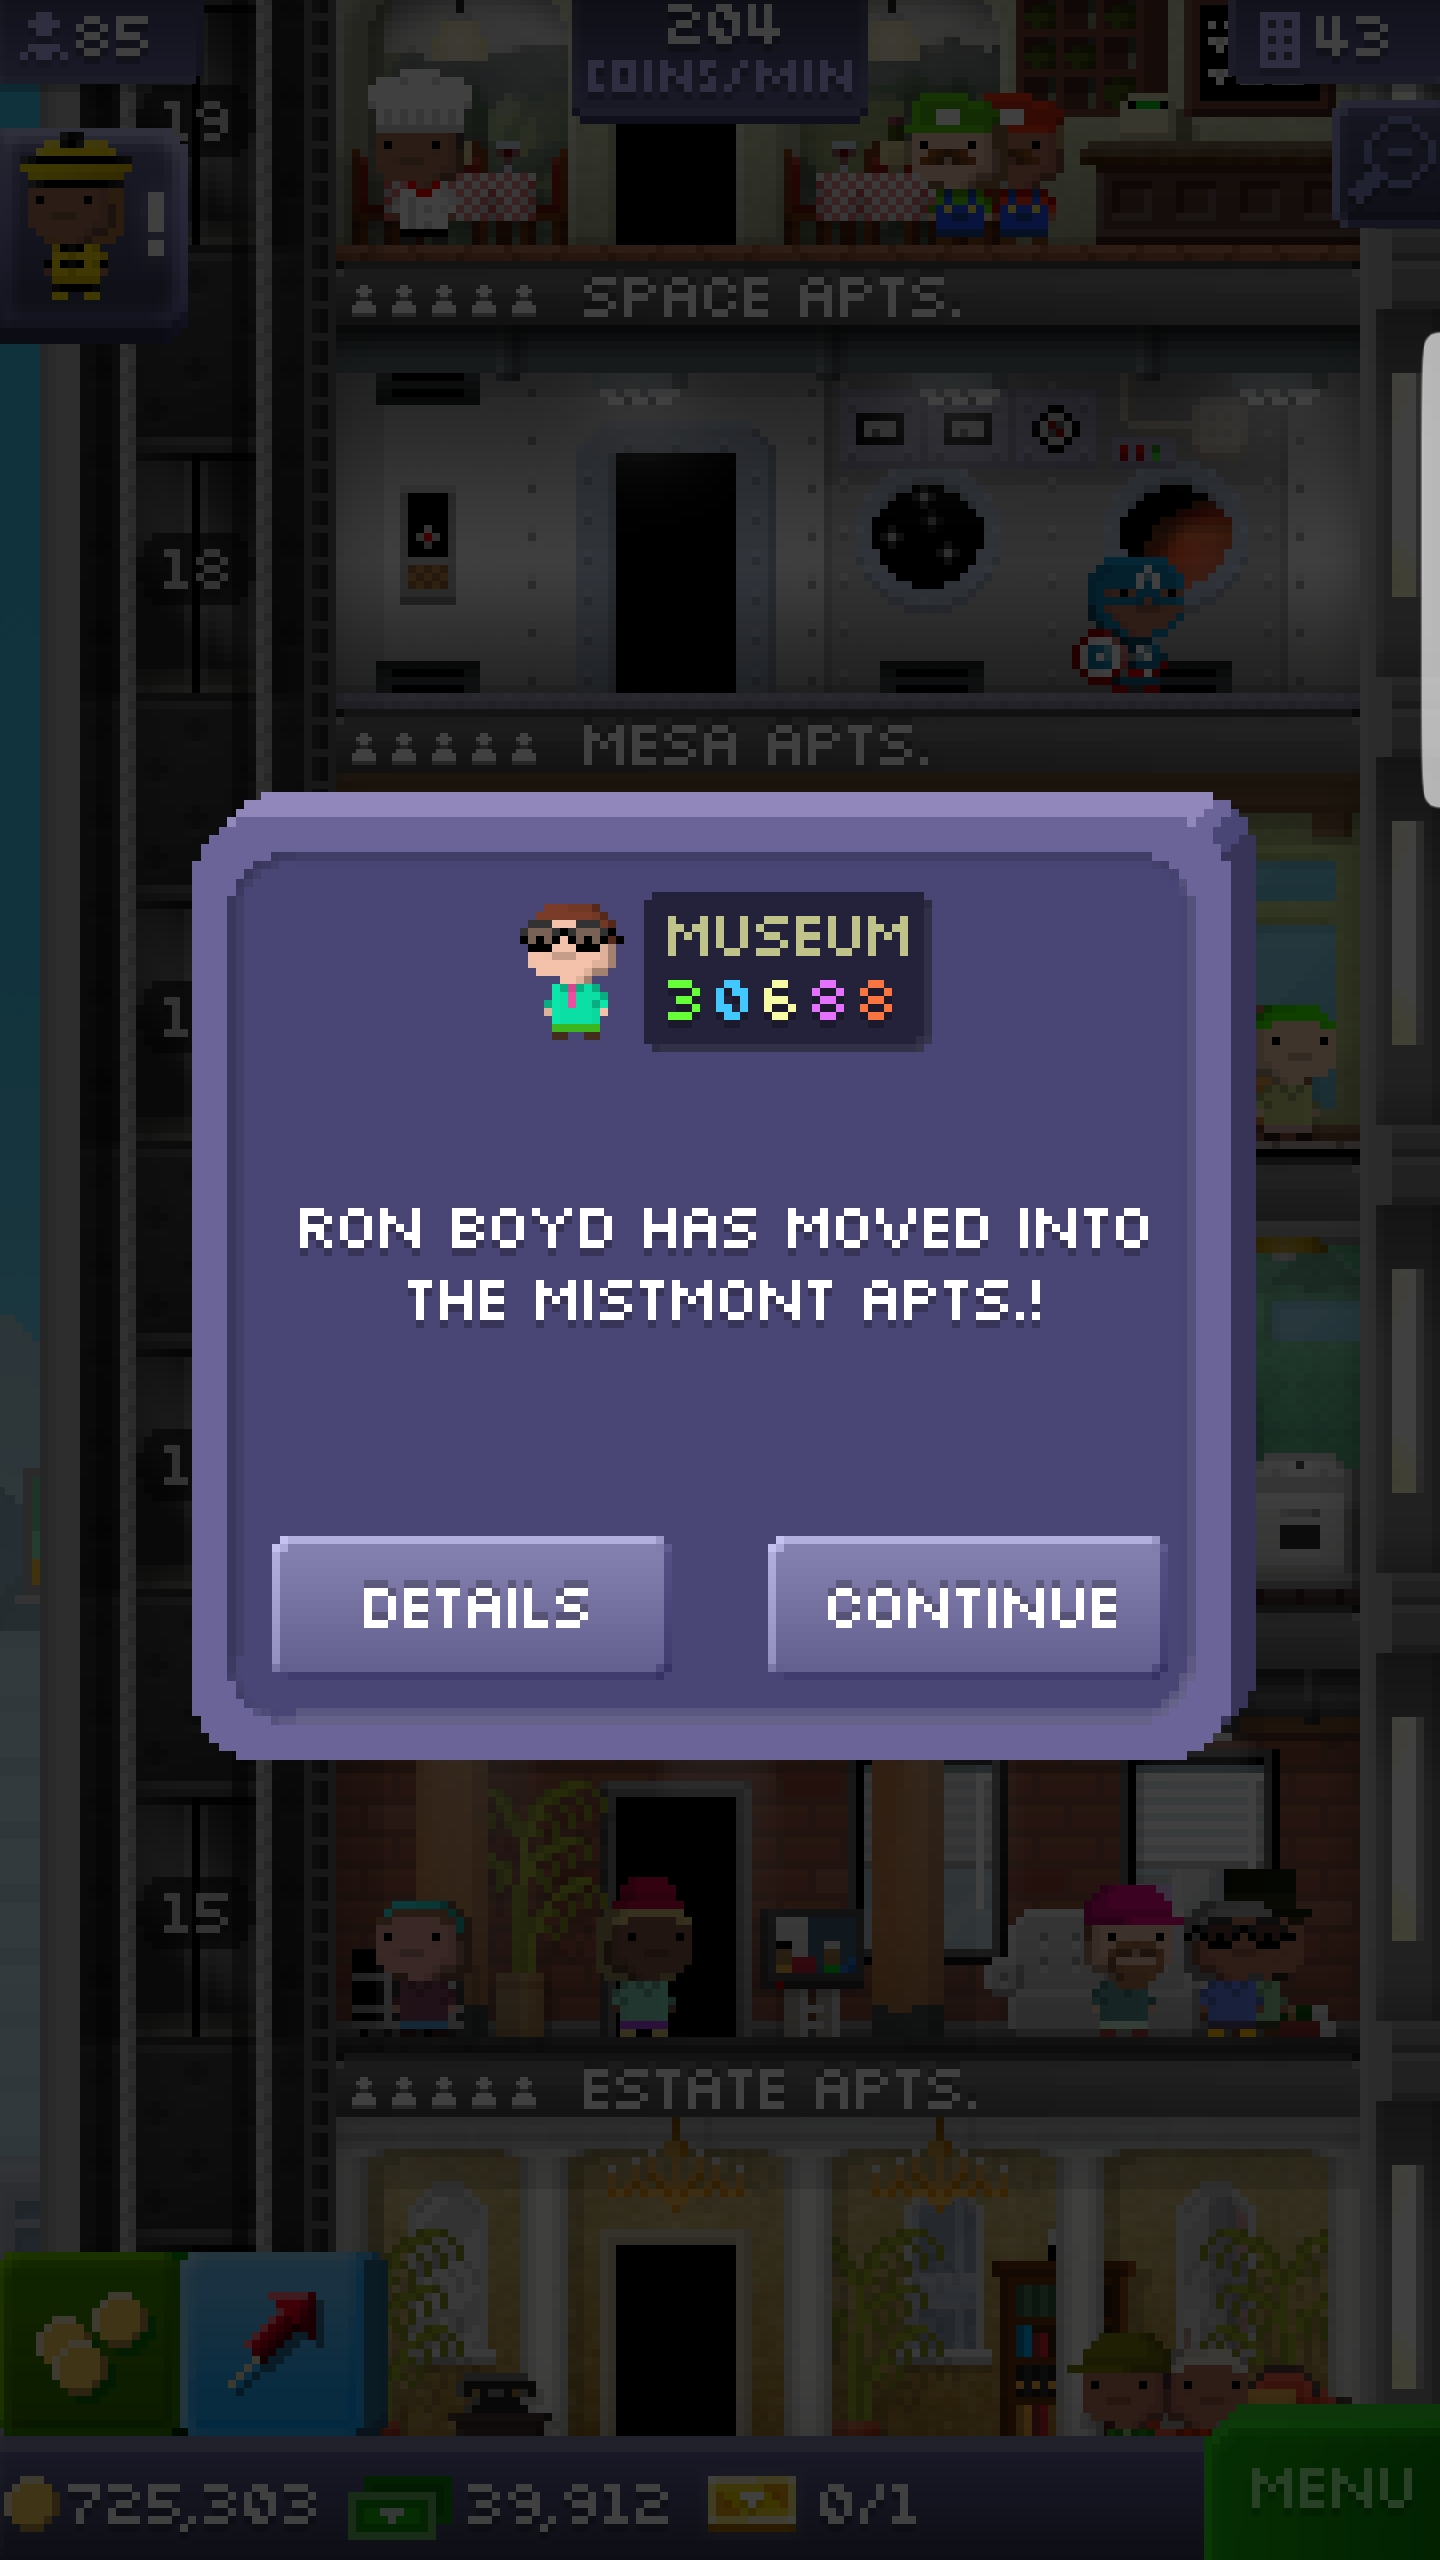 85
204
COINS/MIN
43
19
SPACE APTS.
18
MESA APTS.
MUSEUM
30688
RON BOYD HAS MOVED INTO
THE MISTMONT APTS.!
DETAILS
CONTINUE
15
ESTATE APTS.
725,303
39,912
0/1
MENU